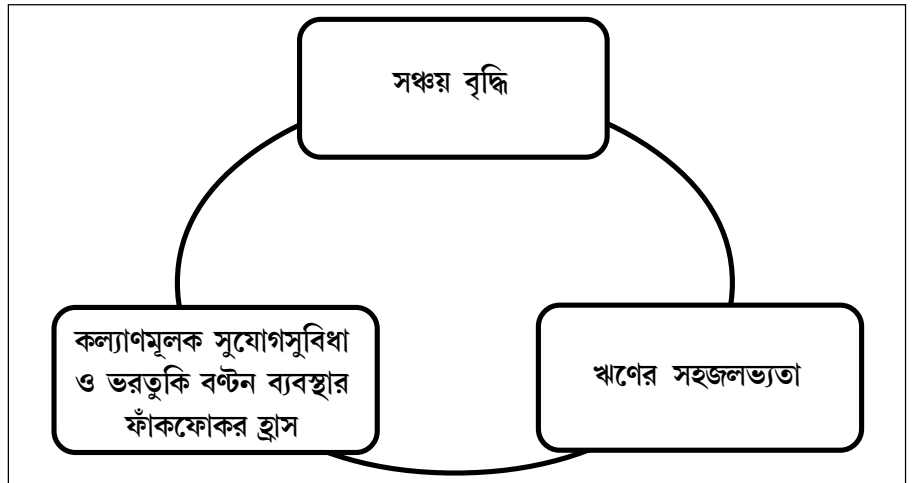 সঞ্চয় বৃদ্ধি
কল্যাণমূলক সুযোগসুবিধা
ও ভরতুকি বণ্টন ব্যবস্থার
ফাঁকফোকর হ্রাস
ঋণের সহজলভ্যতা